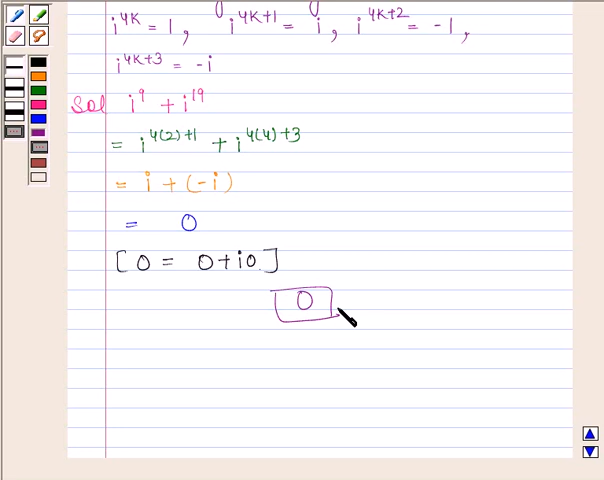 i^4K = 1, i^4K+1 = i, i^4K+2 = -1,
i^4K+3 = -i
Sol i^9 + i^19
= i^4(2)+1 + i^4(4)+3
= i + (-i)
= 0
[ 0 = 0+i0 ]
0